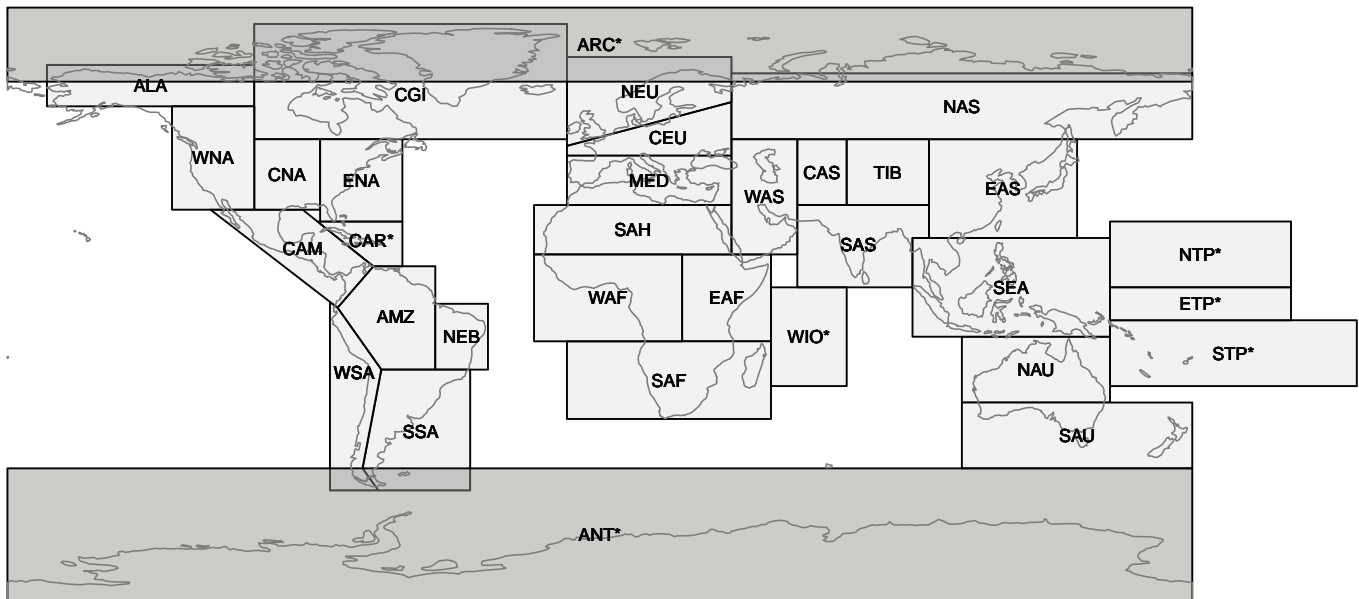 ARC*
ALA
CGI
NEU
NAS
CEU
WNA
CNA
ENA
MED
WAS
CAS
TIB
EAS
CAM
CAR*
SAH
SAS
NTP*
WAF
EAF
SEA
ETP*
AMZ
NEB
WIO*
STP*
WSA
SAF
NAU
SSA
SAU
ANT*